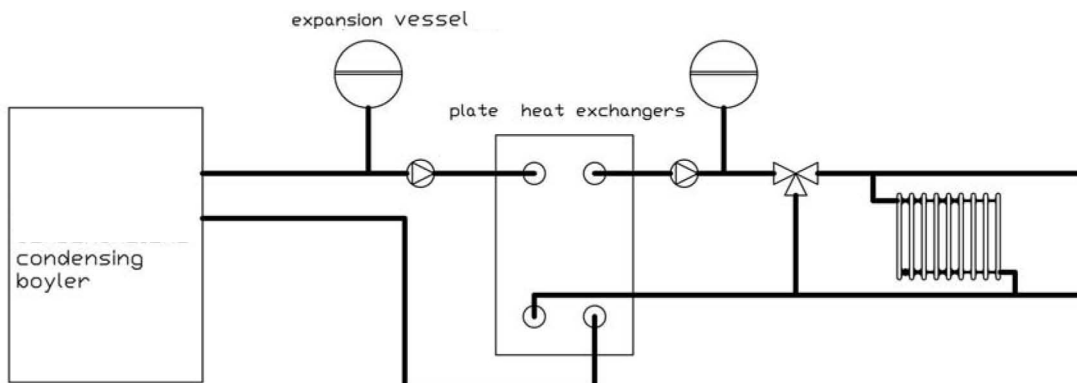 expansion vessel
plate heat exchangers
condensing
boyler